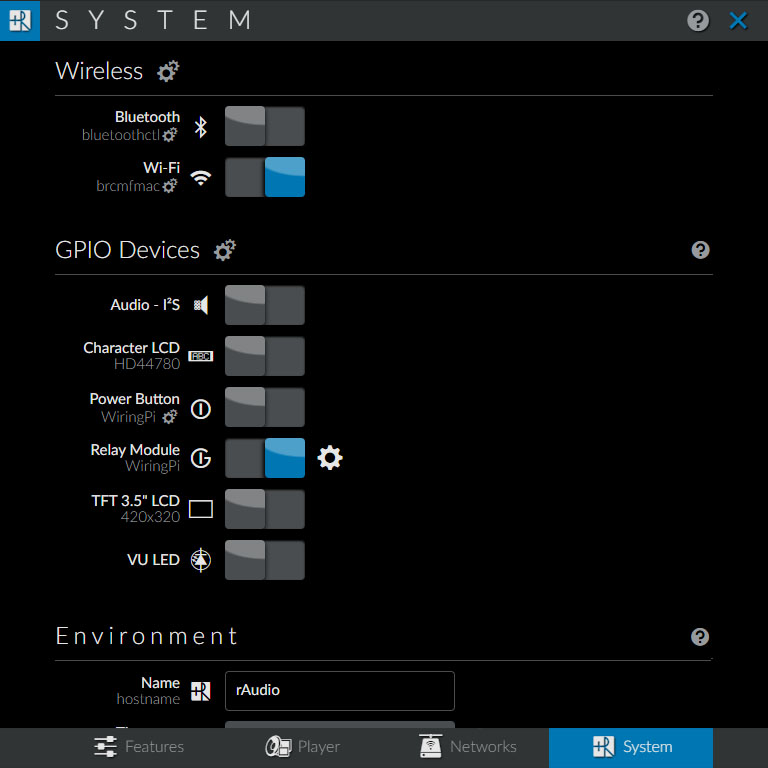 SYSTEM
Wireless
Bluetooth
bluetoothctl
Wi-Fi
brcmfmac
GPIO Devices
Audio - I²S
Character LCD
HD44780
ABC
Power Button
WiringPi
Relay Module
WiringPi
TFT 3.5" LCD
420x320
VU LED
Environment
Name
hostname
rAudio
Features
Player
Networks
System